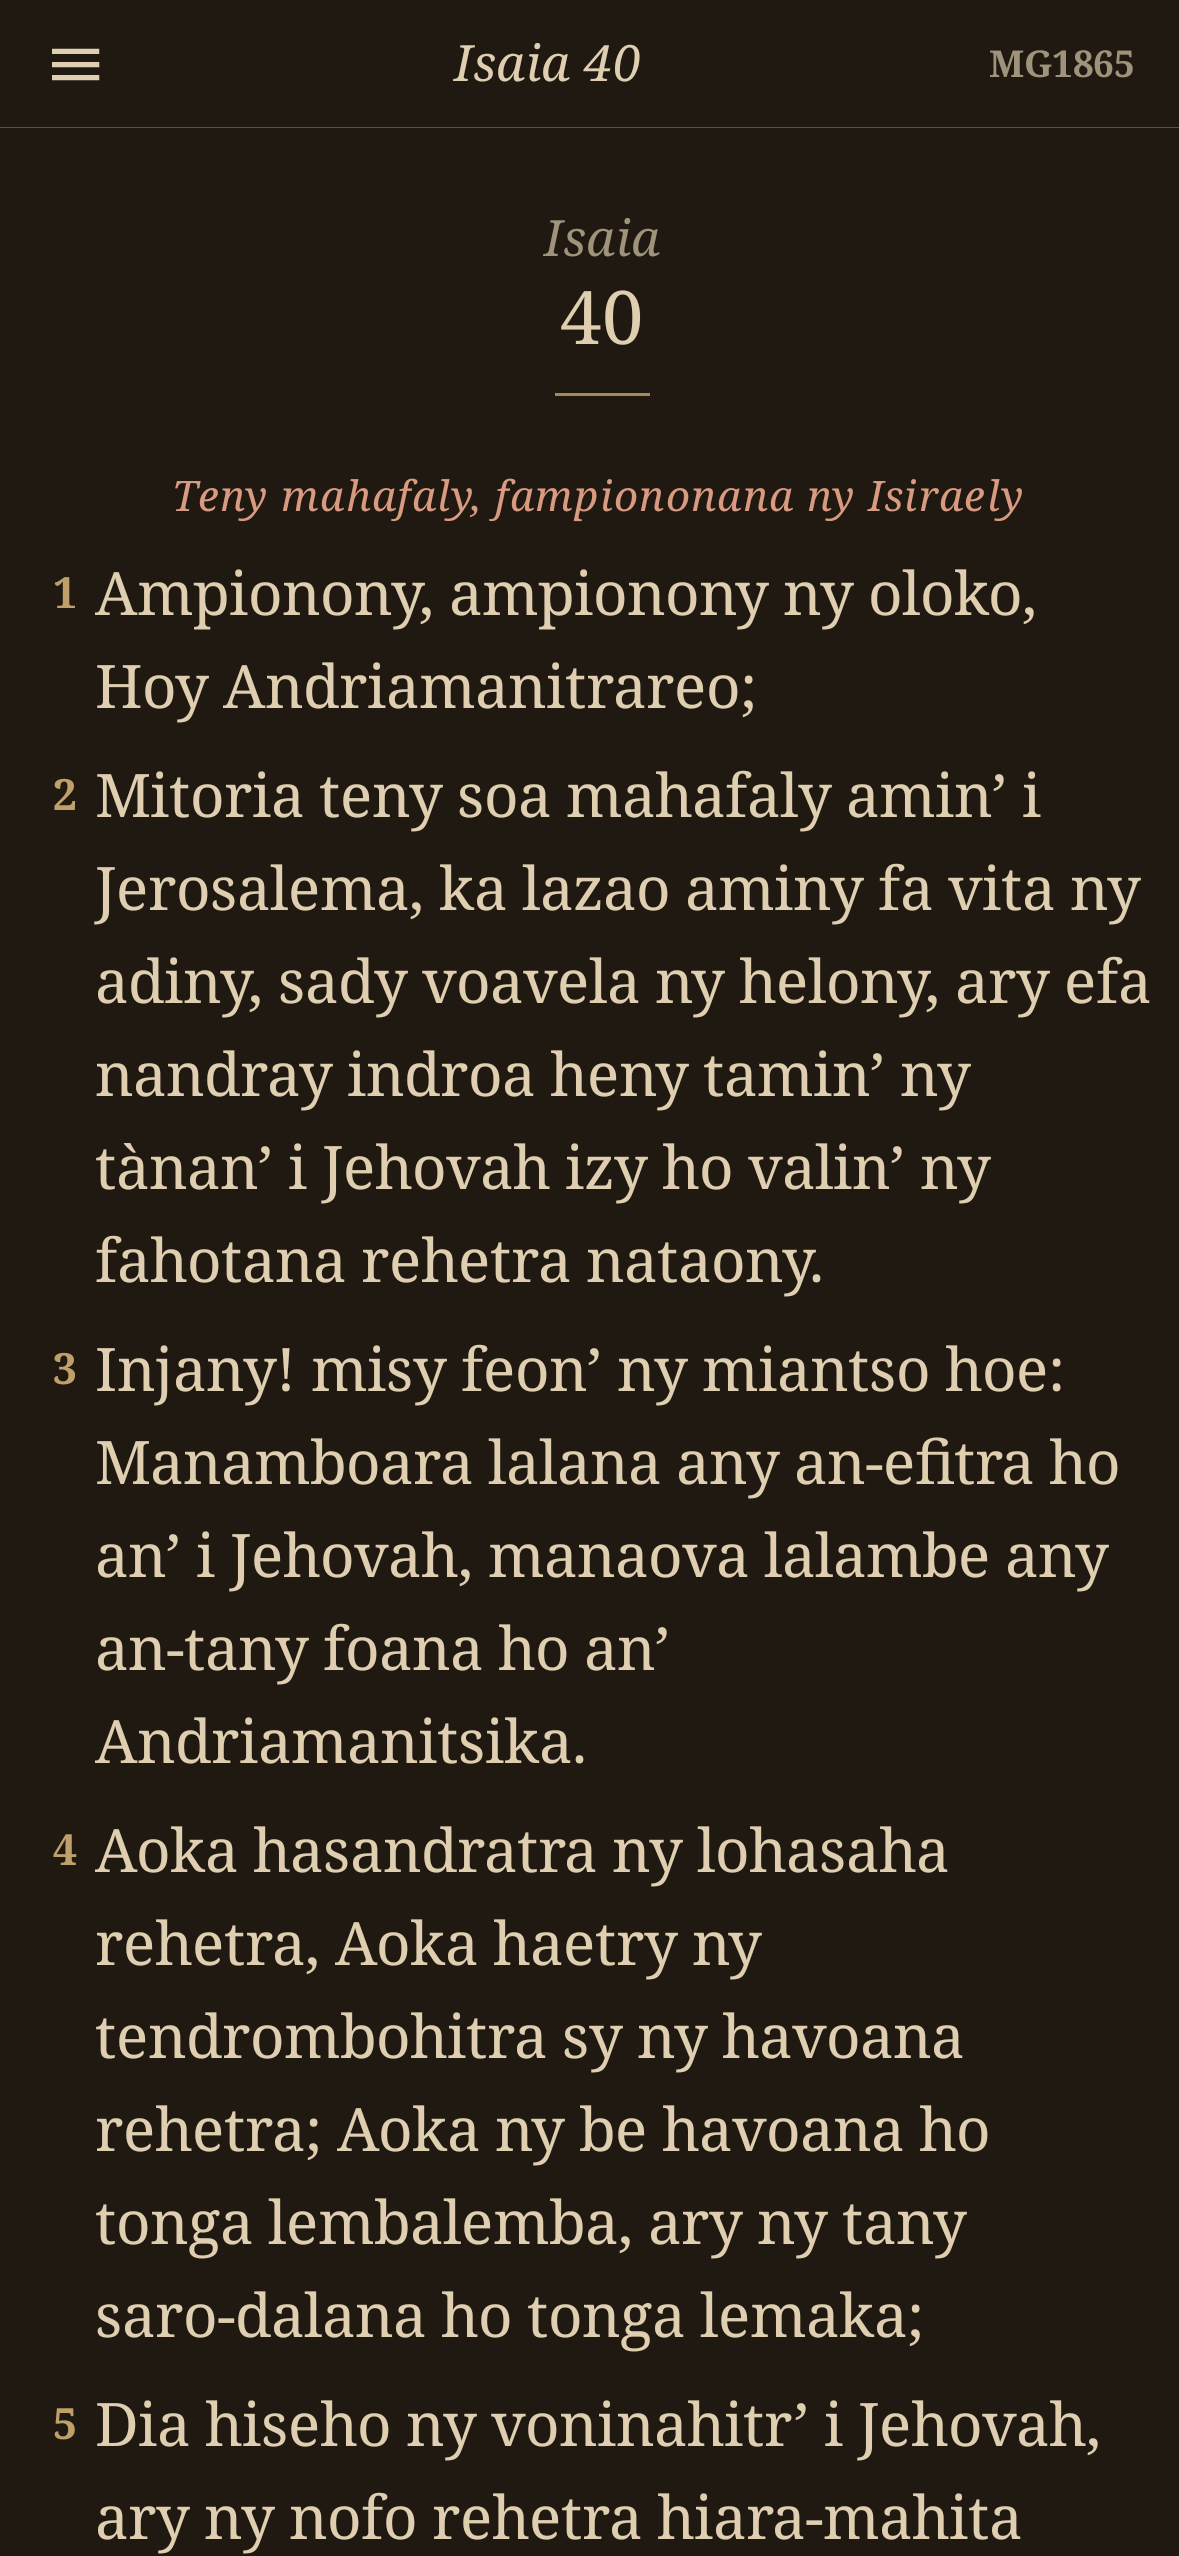 Isaia 40
MG1865
Isaia
40
Teny mahafaly, fampiononana ny Isiraely
1 Ampionony, ampionony ny oloko,
Hoy Andriamanitrareo;
2 Mitoria teny soa mahafaly amin’ i
Jerosalema, ka lazao aminy fa vita ny
adiny, sady voavela ny helony, ary efa
nandray indroa heny tamin’ ny
tànan’ i Jehovah izy ho valin’ ny
fahotana rehetra nataony.
3 Injany! misy feon’ ny miantso hoe:
Manamboara lalana any an-efitra ho
an’ i Jehovah, manaova lalambe any
an-tany foana ho an’
Andriamanitsika.
4 Aoka hasandratra ny lohasaha
rehetra, Aoka haetry ny
tendrombohitra sy ny havoana
rehetra; Aoka ny be havoana ho
tonga lembalemba, ary ny tany
saro-dalana ho tonga lemaka;
5 Dia hiseho ny voninahitr’ i Jehovah,
ary ny nofo rehetra hiara-mahita